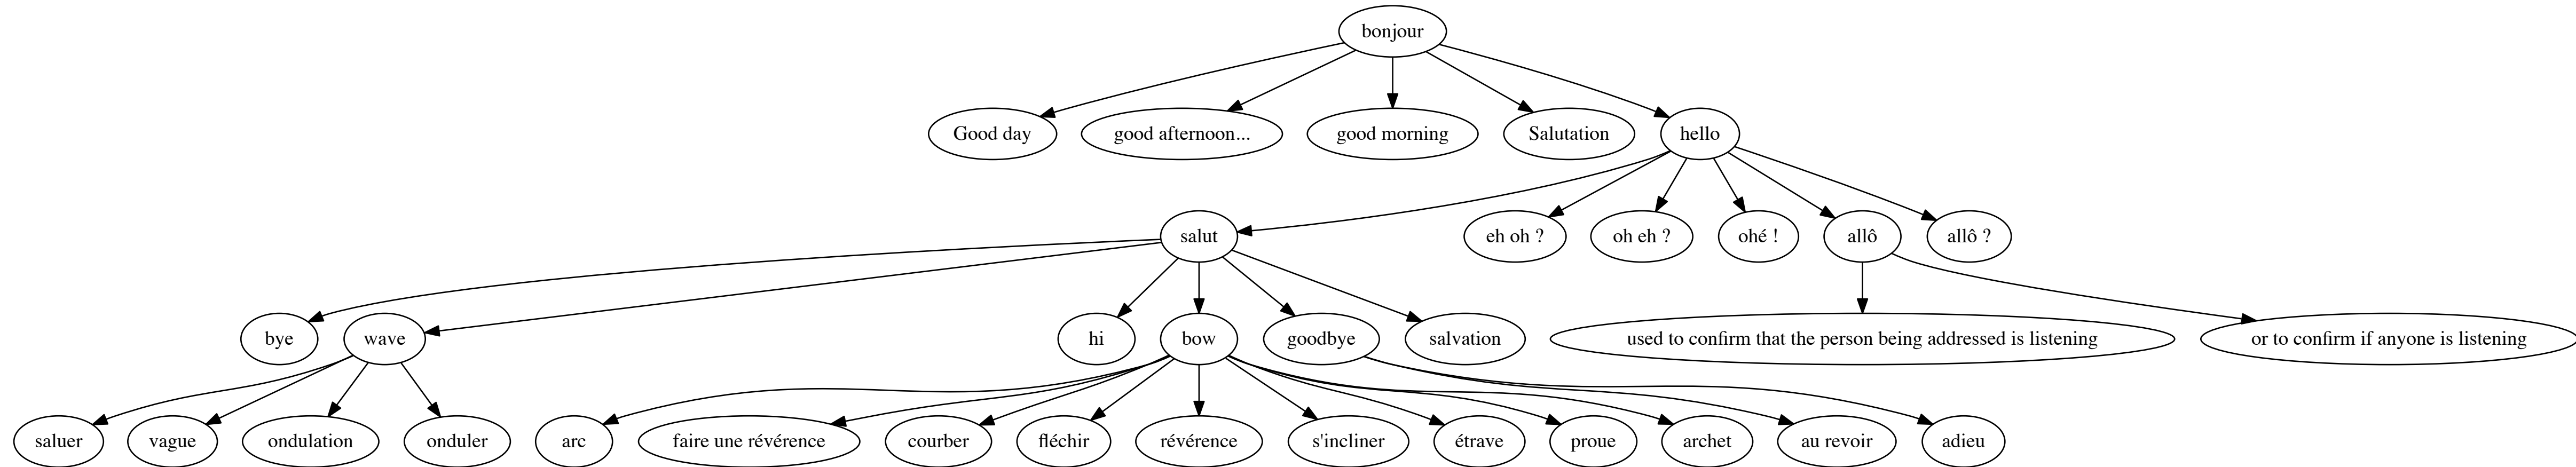 bonjour
Good day
good afternoon...
good morning
Salutation
hello
salut
eh oh ?
oh eh ?
ohé !
allô
allô ?
bye
wave
hi
bow
goodbye
salvation
used to confirm that the person being addressed is listening
or to confirm if anyone is listening
saluer
vague
ondulation
onduler
arc
faire une révérence
courber
fléchir
révérence
s'incliner
étrave
proue
archet
au revoir
adieu